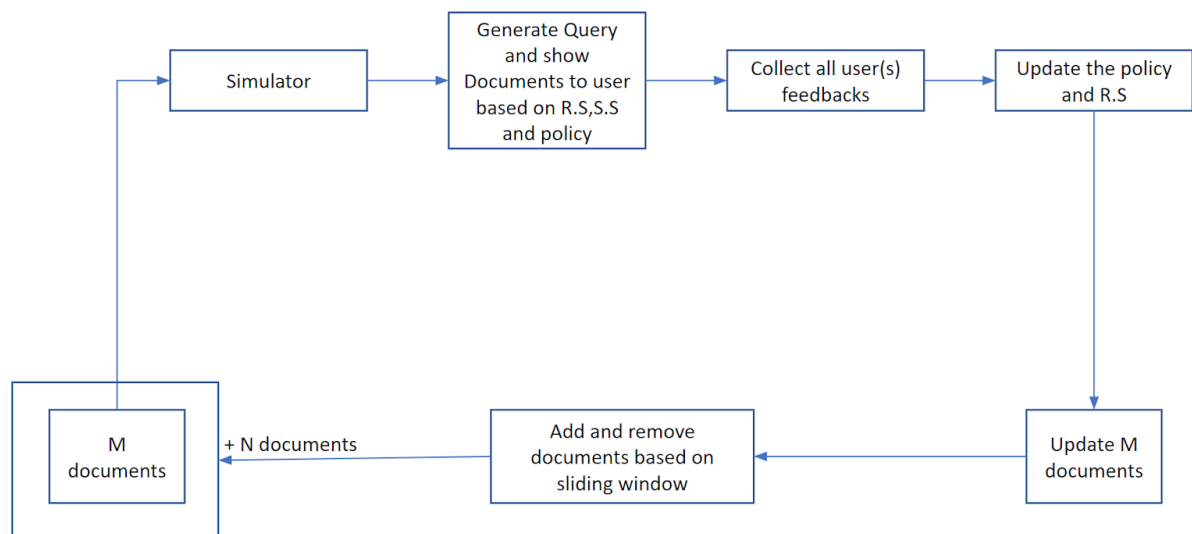 Simulator
Generate Query
and show
Documents to user
based on R.S,S.S
and policy
Collect all user(s)
feedbacks
Update the policy
and R.S
M
documents
+ N documents
Add and remove
documents based on
sliding window
Update M
documents